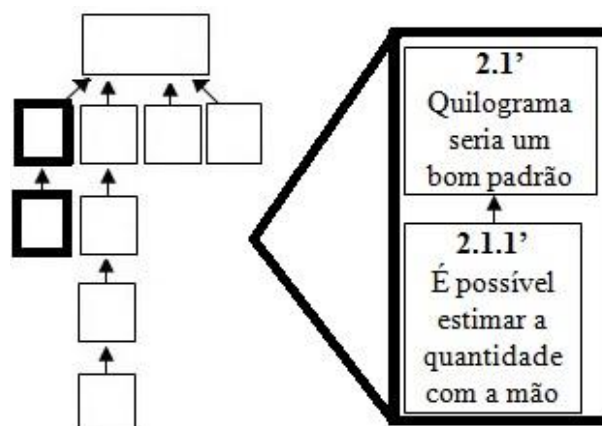 2.1’
Quilograma
seria um
bom padrão
2.1.1’
É possível
estimar a
quantidade
com a mão